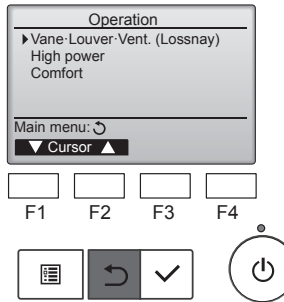 Operation
Vane·Louver·Vent. (Lossnay)
High power
Comfort
Main menu:
Cursor
F1 F2 F3 F4